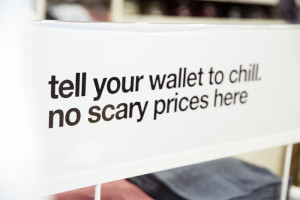 tell your wallet to chill.
no scary prices here